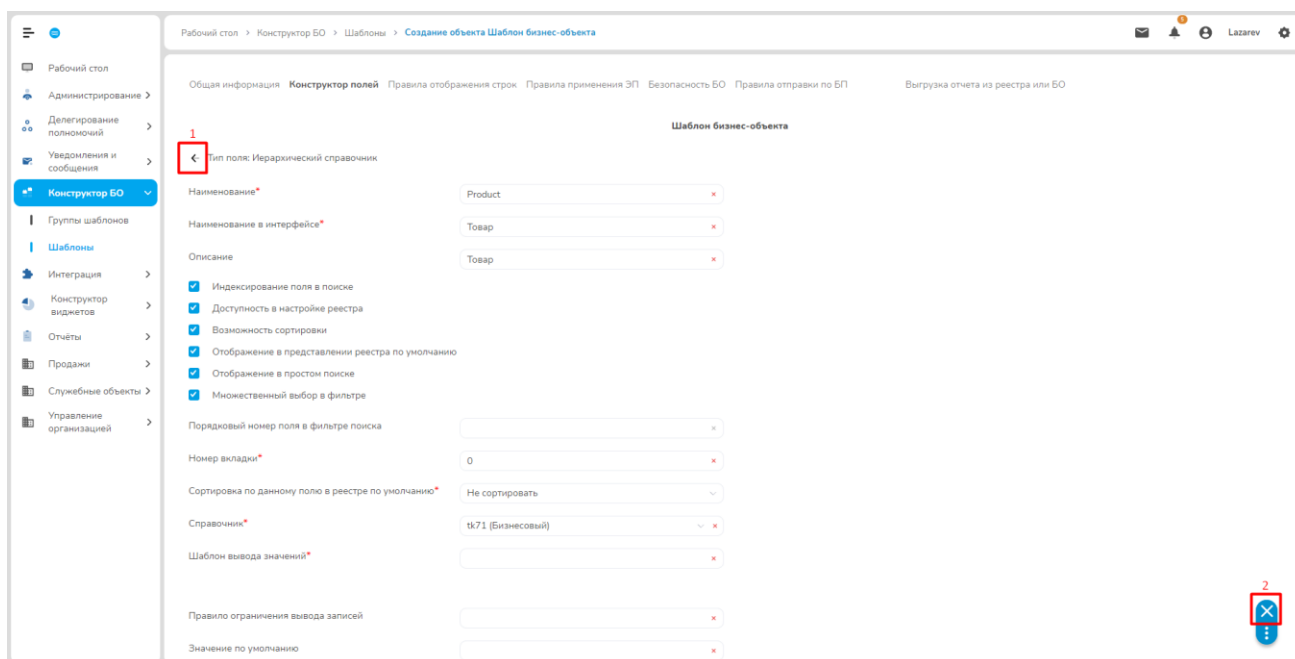 Рабочий стол > Конструктор БО > Шаблоны > Создание объекта Шаблон бизнес-объекта
5
Lazarev
Рабочий стол
Администрирование
Делегирование
полномочий
Уведомления и
сообщения
Конструктор БО
Группы шаблонов
Шаблоны
Интеграция
Конструктор
виджетов
Отчёты
Продажи
Служебные объекты
Управление
организацией
Общая информация Конструктор полей Правила отображения строк Правила применения ЭП Безопасность БО Правила отправки по БП Выгрузка отчета из реестра или БО
Шаблон бизнес-объекта
1
Тип поля: Иерархический справочник
Наименование* Product
Наименование в интерфейсе* Товар
Описание Товар
Индексирование поля в поиске
Доступность в настройке реестра
Возможность сортировки
Отображение в представлении реестра по умолчанию
Отображение в простом поиске
Множественный выбор в фильтре
Порядковый номер поля в фильтре поиска
Номер вкладки* 0
Сортировка по данному полю в реестре по умолчанию* Не сортировать
Справочник* tk71 (Бизнесовый)
Шаблон вывода значений*
2
Правило ограничения вывода записей
Значение по умолчанию